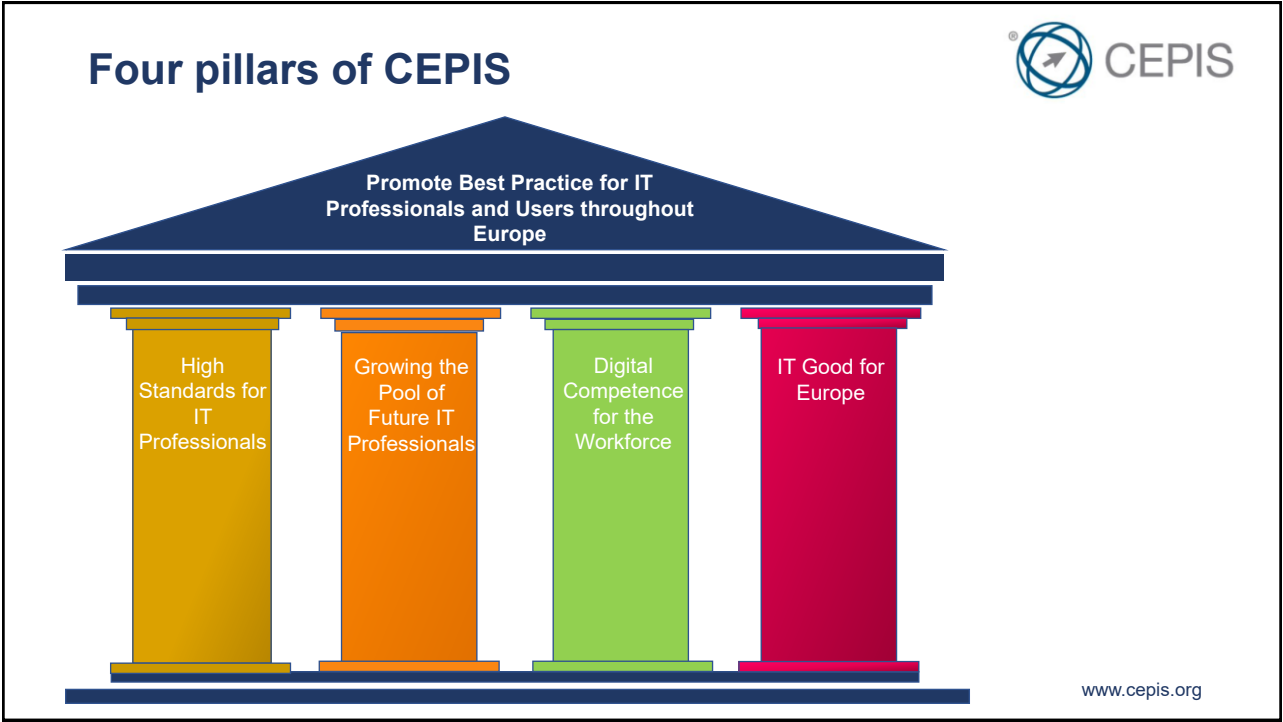 Four pillars of CEPIS
® CEPIS
Promote Best Practice for IT
Professionals and Users throughout
Europe
High
Standards for
IT
Professionals
Growing the
Pool of
Future IT
Professionals
Digital
Competence
for the
Workforce
IT Good for
Europe
www.cepis.org